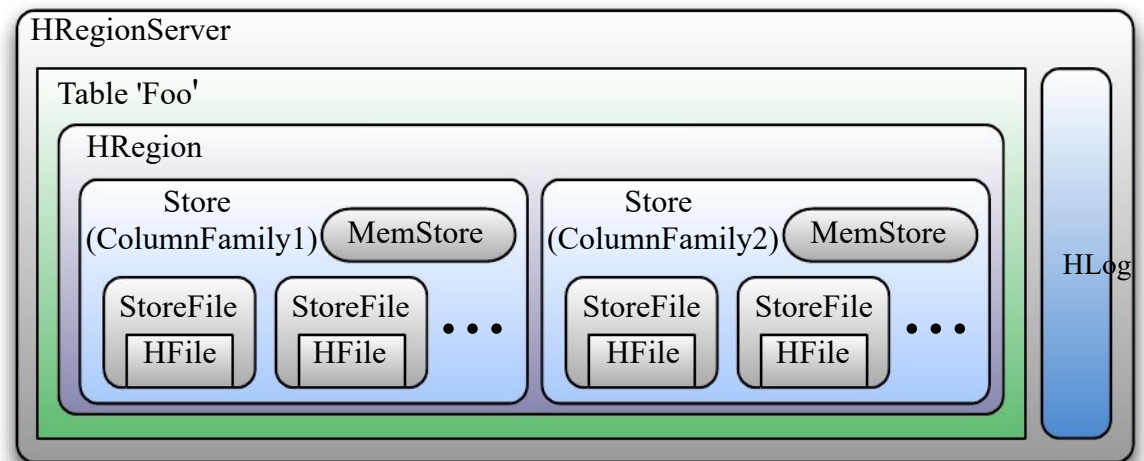 HRegionServer
Table 'Foo'
HRegion
Store
(ColumnFamily1)
MemStore
StoreFile
HFile
StoreFile
HFile
...
Store
(ColumnFamily2)
MemStore
StoreFile
HFile
StoreFile
HFile
...
HLog